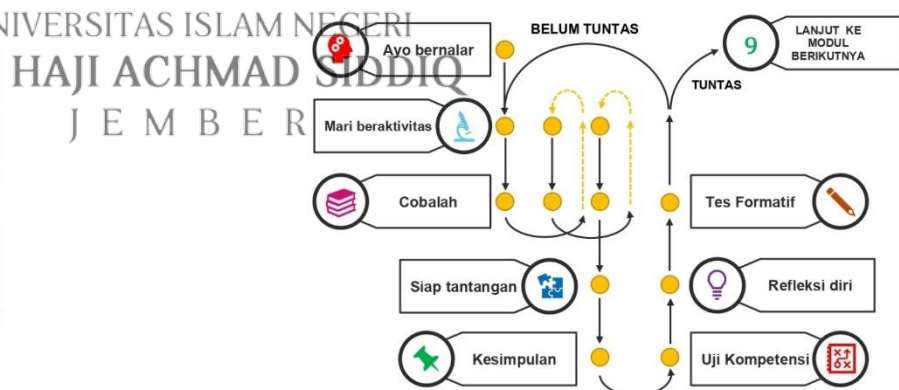 NIVERSITAS ISLAM NEGERI
HAJI ACHMAD SIDDIQ
JEMBER
Ayo bernalar
BELUM TUNTAS
9
LANJUT KE
MODUL
BERIKUTNYA
TUNTAS
Mari beraktivitas
Cobalah
Tes Formatif
Siap tantangan
Refleksi diri
Kesimpulan
Uji Kompetensi